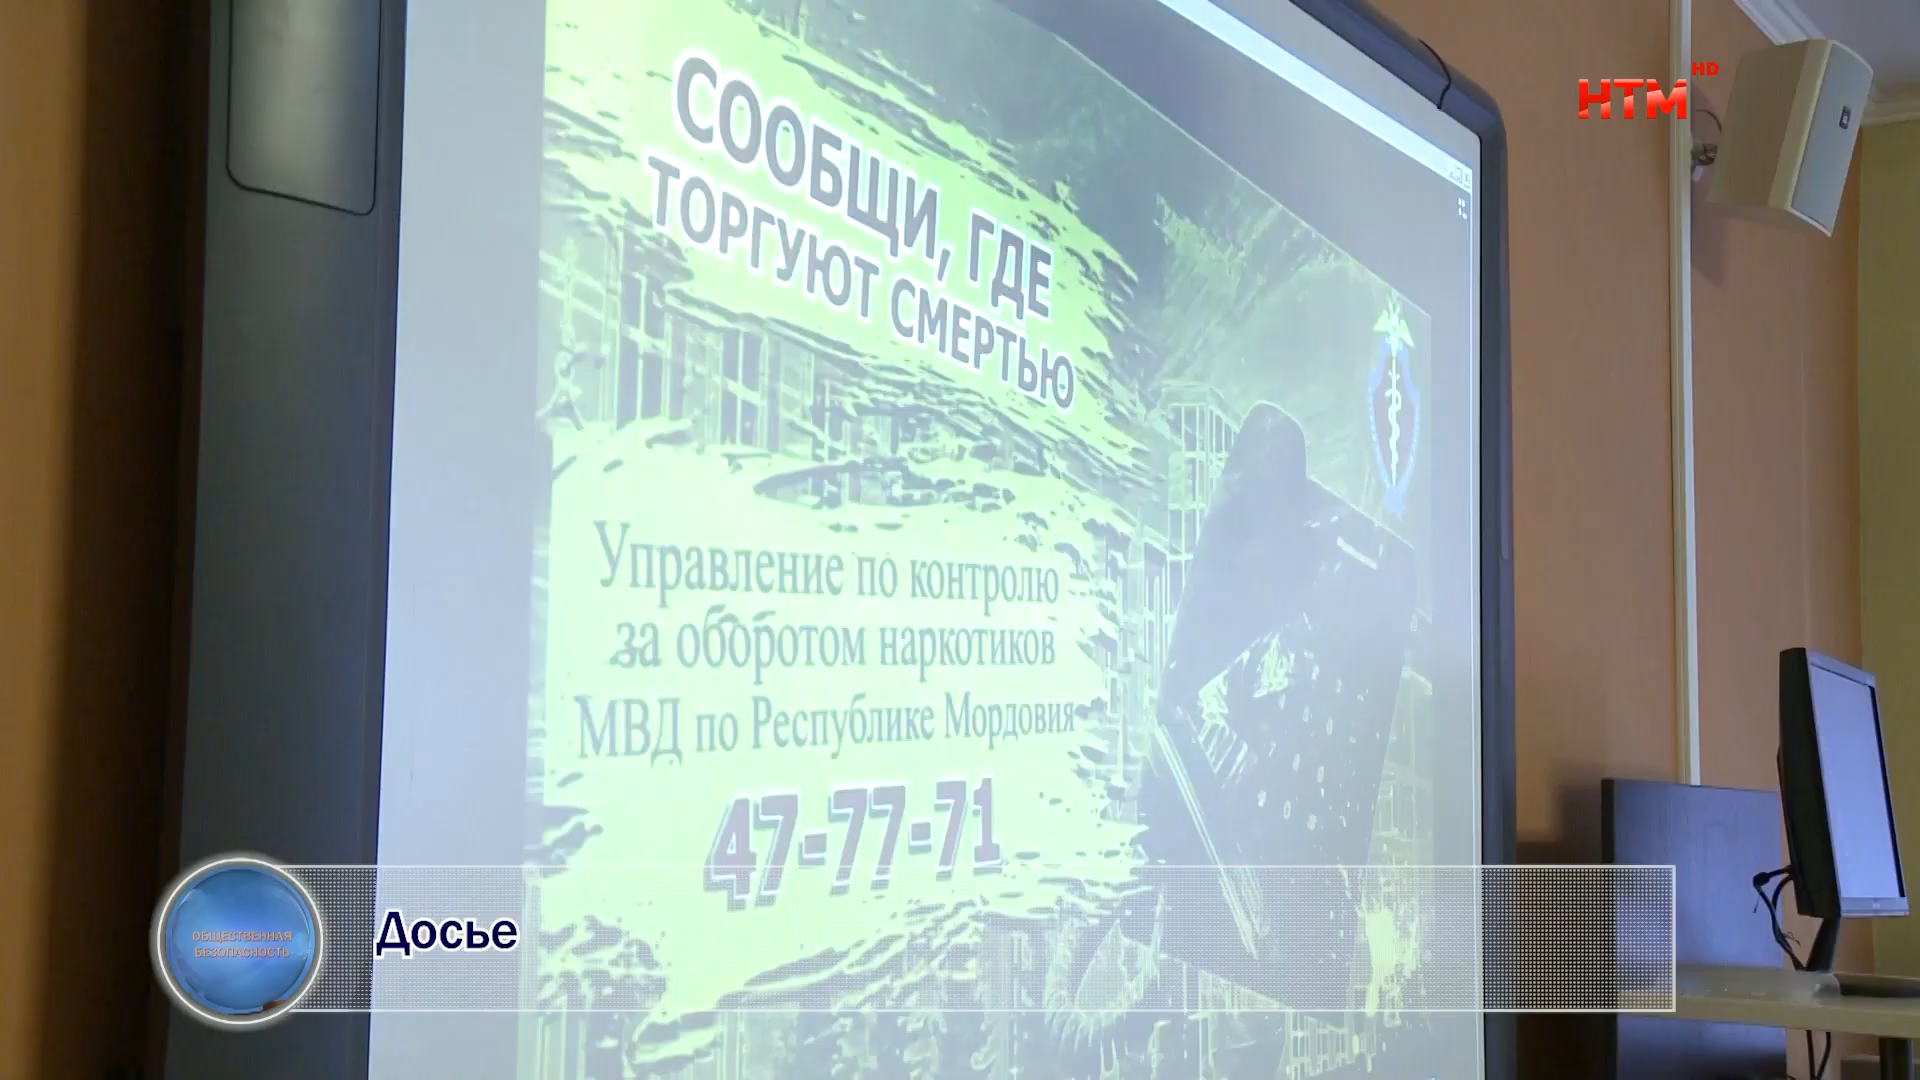 НТМ HD
СООБЩИ, ГДЕ
ТОРГУЮТ СМЕРТЬЮ
Управление по контролю
за оборотом наркотиков
МВД по Республике Мордовия
47-77-71
ОБЩЕСТВЕННАЯ
БЕЗОПАСНОСТЬ
Досье